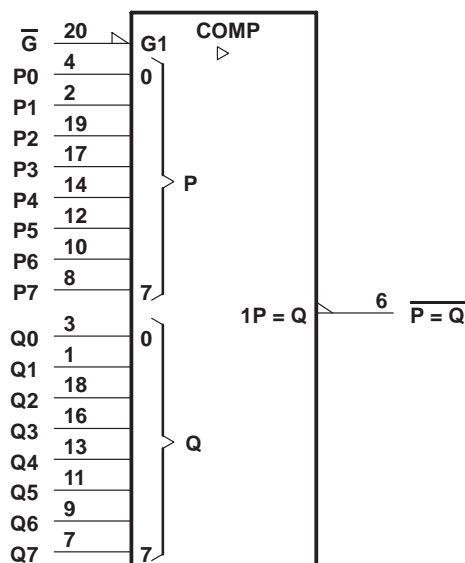 COMP
G̅ 20 G1
P0 4 0
P1 2
P2 19
P3 17
P4 14
P5 12
P6 10
P7 8 7
P
Q0 3 0
Q1 1
Q2 18
Q3 16
Q4 13
Q5 11
Q6 9
Q7 7 7
Q
1P = Q 6 P̅ ̅=̅ ̅Q̅